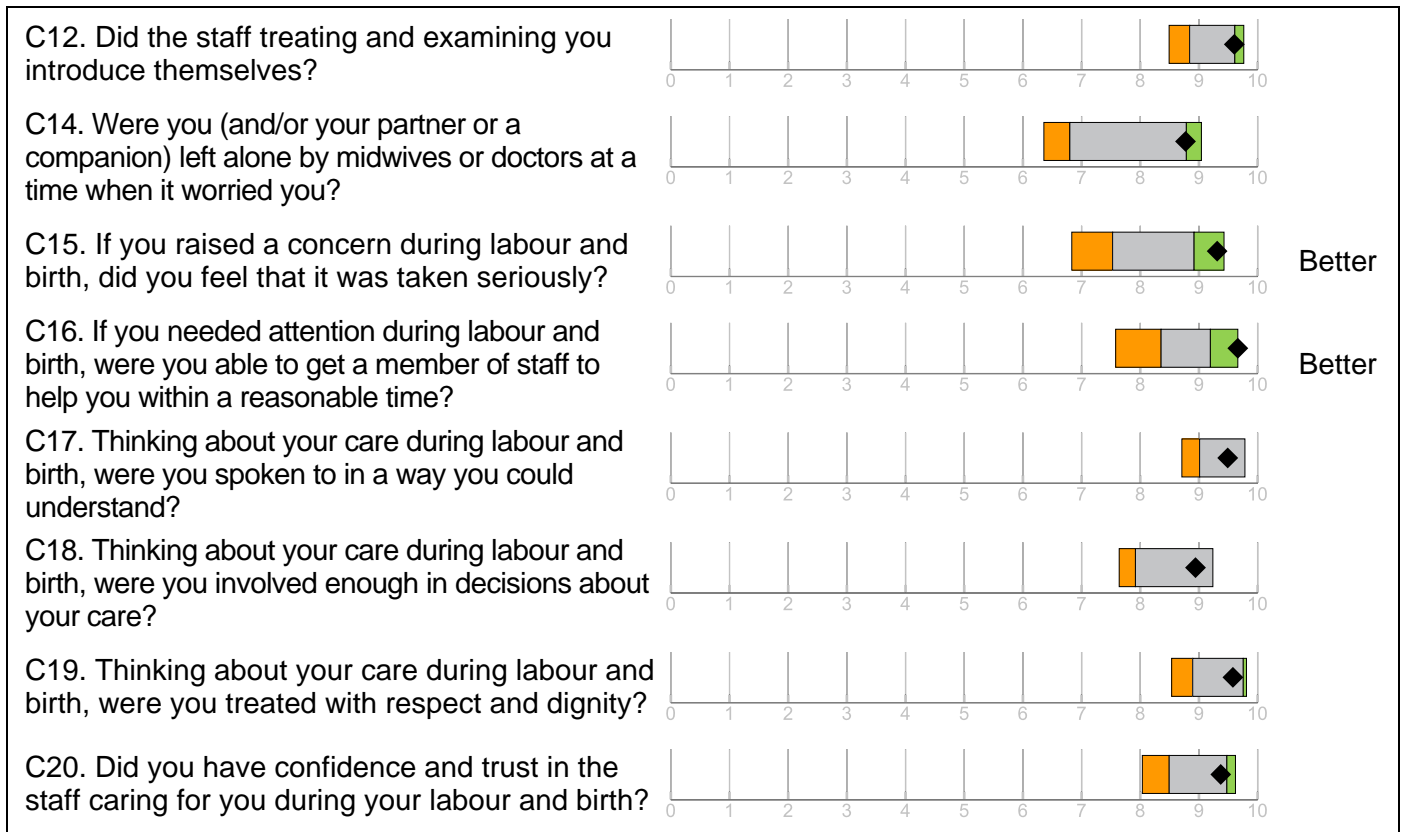 C12. Did the staff treating and examining you
introduce themselves?
0 1 2 3 4 5 6 7 8 9 10
C14. Were you (and/or your partner or a
companion) left alone by midwives or doctors at a
time when it worried you?
0 1 2 3 4 5 6 7 8 9 10
C15. If you raised a concern during labour and
birth, did you feel that it was taken seriously?
Better
0 1 2 3 4 5 6 7 8 9 10
C16. If you needed attention during labour and
birth, were you able to get a member of staff to
help you within a reasonable time?
Better
0 1 2 3 4 5 6 7 8 9 10
C17. Thinking about your care during labour and
birth, were you spoken to in a way you could
understand?
0 1 2 3 4 5 6 7 8 9 10
C18. Thinking about your care during labour and
birth, were you involved enough in decisions about
your care?
0 1 2 3 4 5 6 7 8 9 10
C19. Thinking about your care during labour and
birth, were you treated with respect and dignity?
0 1 2 3 4 5 6 7 8 9 10
C20. Did you have confidence and trust in the
staff caring for you during your labour and birth?
0 1 2 3 4 5 6 7 8 9 10